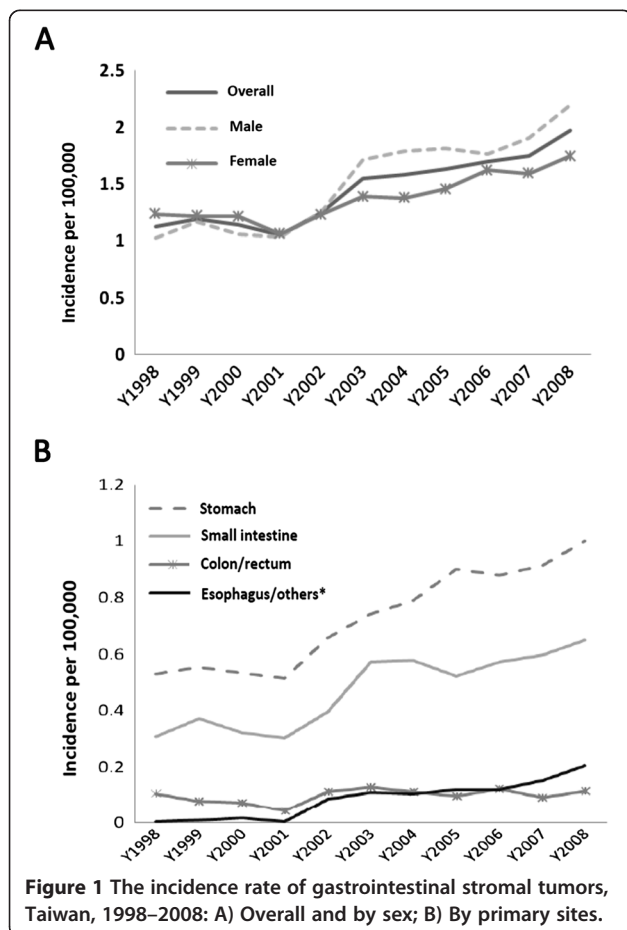 A
Incidence per 100,000
2.5
2
1.5
1
0.5
0
Overall
Male
Female
Y1998
Y1999
Y2000
Y2001
Y2002
Y2003
Y2004
Y2005
Y2006
Y2007
Y2008
B
Incidence per 100,000
1.2
1
0.8
0.6
0.4
0.2
0
Stomach
Small intestine
Colon/rectum
Esophagus/others*
Y1998
Y1999
Y2000
Y2001
Y2002
Y2003
Y2004
Y2005
Y2006
Y2007
Y2008
Figure 1 The incidence rate of gastrointestinal stromal tumors,
Taiwan, 1998–2008: A) Overall and by sex; B) By primary sites.